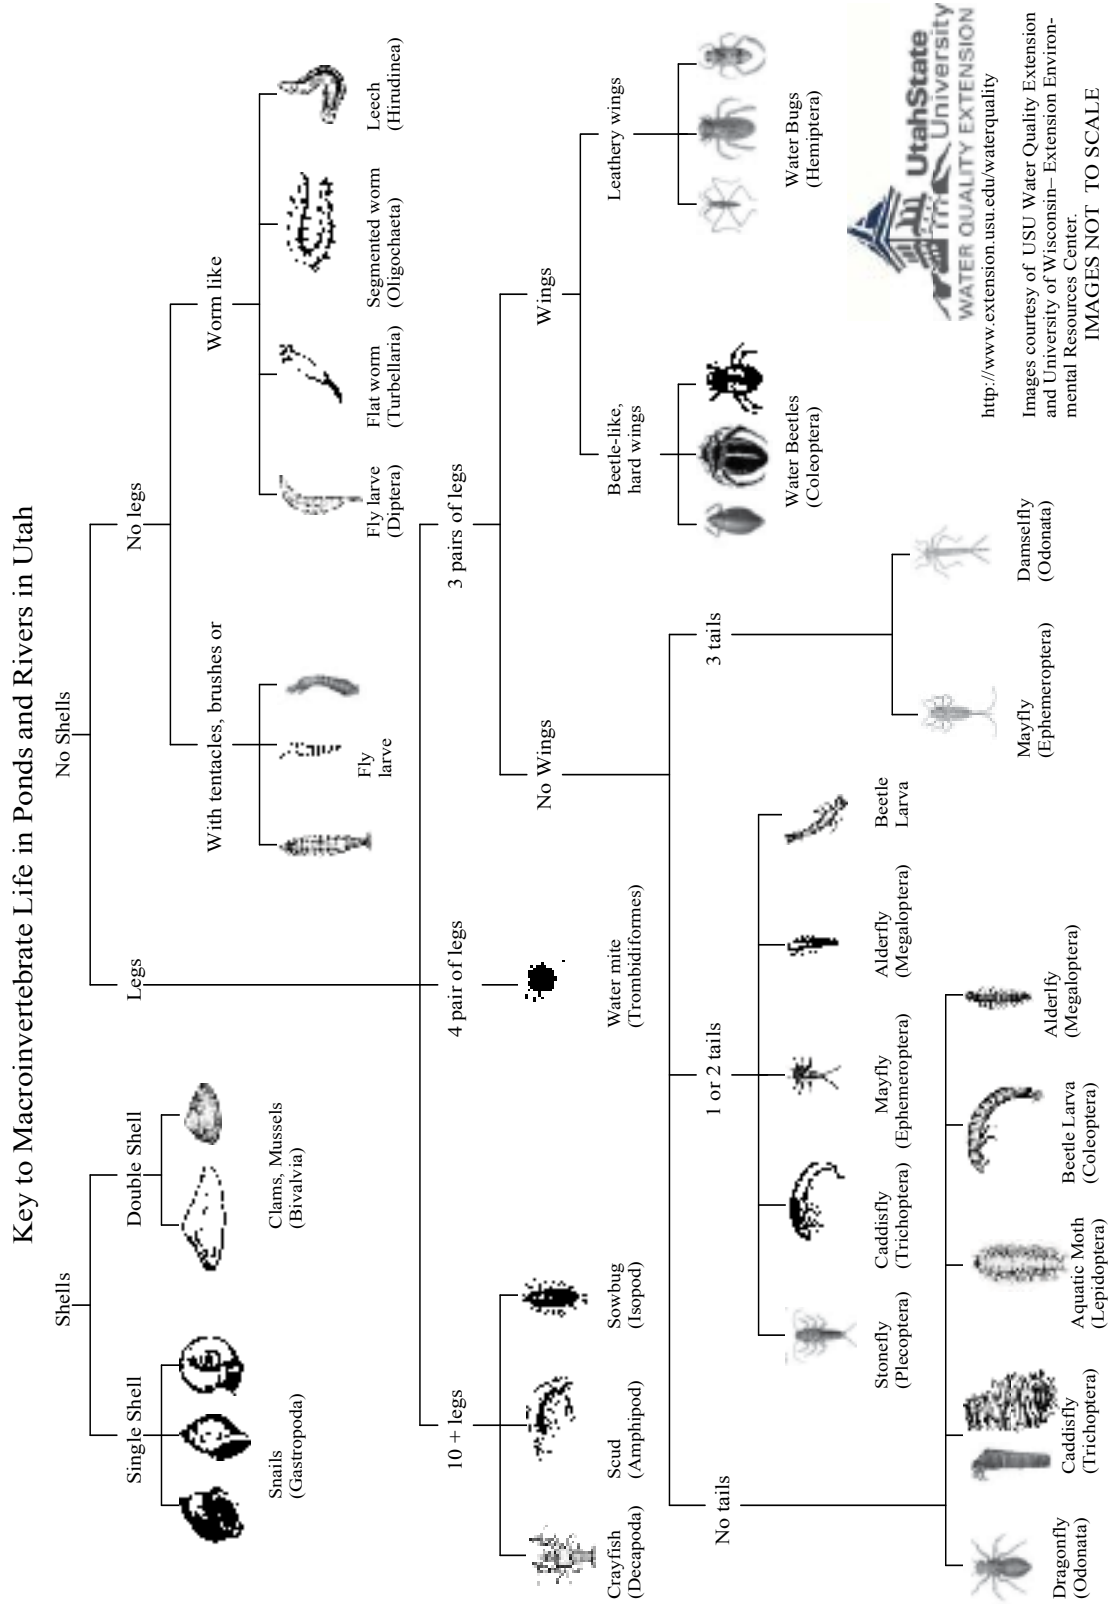 Key to Macroinvertebrate Life in Ponds and Rivers in Utah
Shells
No Shells
Single Shell
Double Shell
Legs
No legs
Snails
(Gastropoda)
Clams, Mussels
(Bivalvia)
With tentacles, brushes or
Worm like
Fly
larve
Fly larve
(Diptera)
Flat worm
(Turbellaria)
Segmented worm
(Oligochaeta)
Leech
(Hirudinea)
10 + legs
4 pair of legs
3 pairs of legs
Crayfish
(Decapoda)
Scud
(Amphipod)
Sowbug
(Isopod)
Water mite
(Trombidiformes)
No Wings
Wings
Beetle-like,
hard wings
Leathery wings
Water Beetles
(Coleoptera)
Water Bugs
(Hemiptera)
No tails
1 or 2 tails
3 tails
Stonefly
(Plecoptera)
Caddisfly
(Trichoptera)
Mayfly
(Ephemeroptera)
Alderfly
(Megaloptera)
Beetle
Larva
Mayfly
(Ephemeroptera)
Damselfly
(Odonata)
Dragonfly
(Odonata)
Caddisfly
(Trichoptera)
Aquatic Moth
(Lepidoptera)
Beetle Larva
(Coleoptera)
Alderlfy
(Megaloptera)
UtahState
University
WATER QUALITY EXTENSION
http://www.extension.usu.edu/waterquality
Images courtesy of USU Water Quality Extension
and University of Wisconsin– Extension Environ-
mental Resources Center.
IMAGES NOT TO SCALE